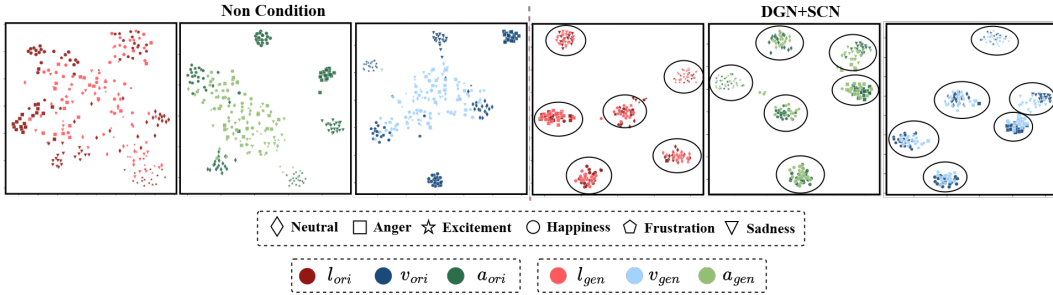 Non Condition
DGN+SCN
Neutral Anger Excitement Happiness Frustration Sadness
l_ori v_ori a_ori l_gen v_gen a_gen